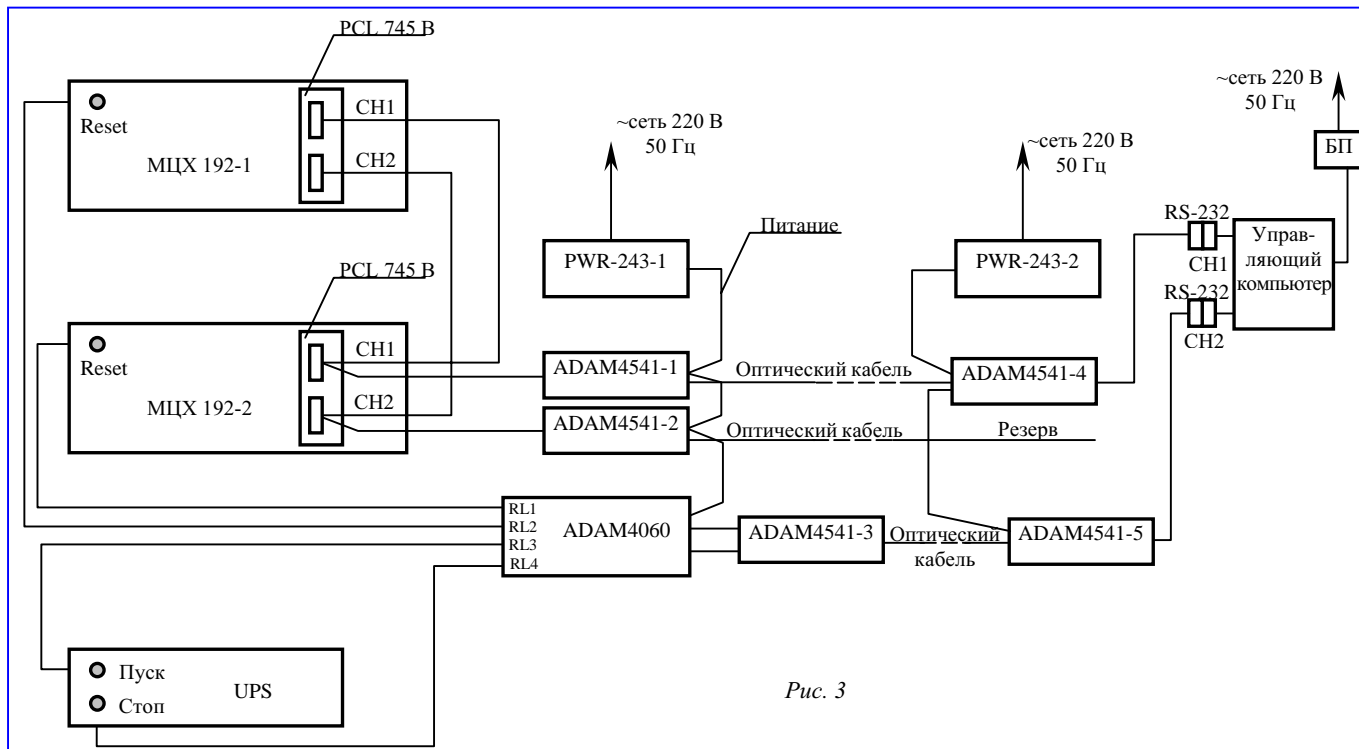 PCL 745 B
~сеть 220 В
50 Гц
БП
Reset
МЦХ 192-1
CH1
CH2
~сеть 220 В
50 Гц
~сеть 220 В
50 Гц
Питание
PWR-243-1
PWR-243-2
RS-232
CH1
RS-232
CH2
Управ-
ляющий
компьютер
PCL 745 B
Reset
МЦХ 192-2
CH1
CH2
ADAM4541-1
Оптический кабель
ADAM4541-4
ADAM4541-2
Оптический кабель
Резерв
RL1
RL2
RL3
RL4
ADAM4060
ADAM4541-3
Оптический
кабель
ADAM4541-5
Пуск
Стоп
UPS
Рис. 3